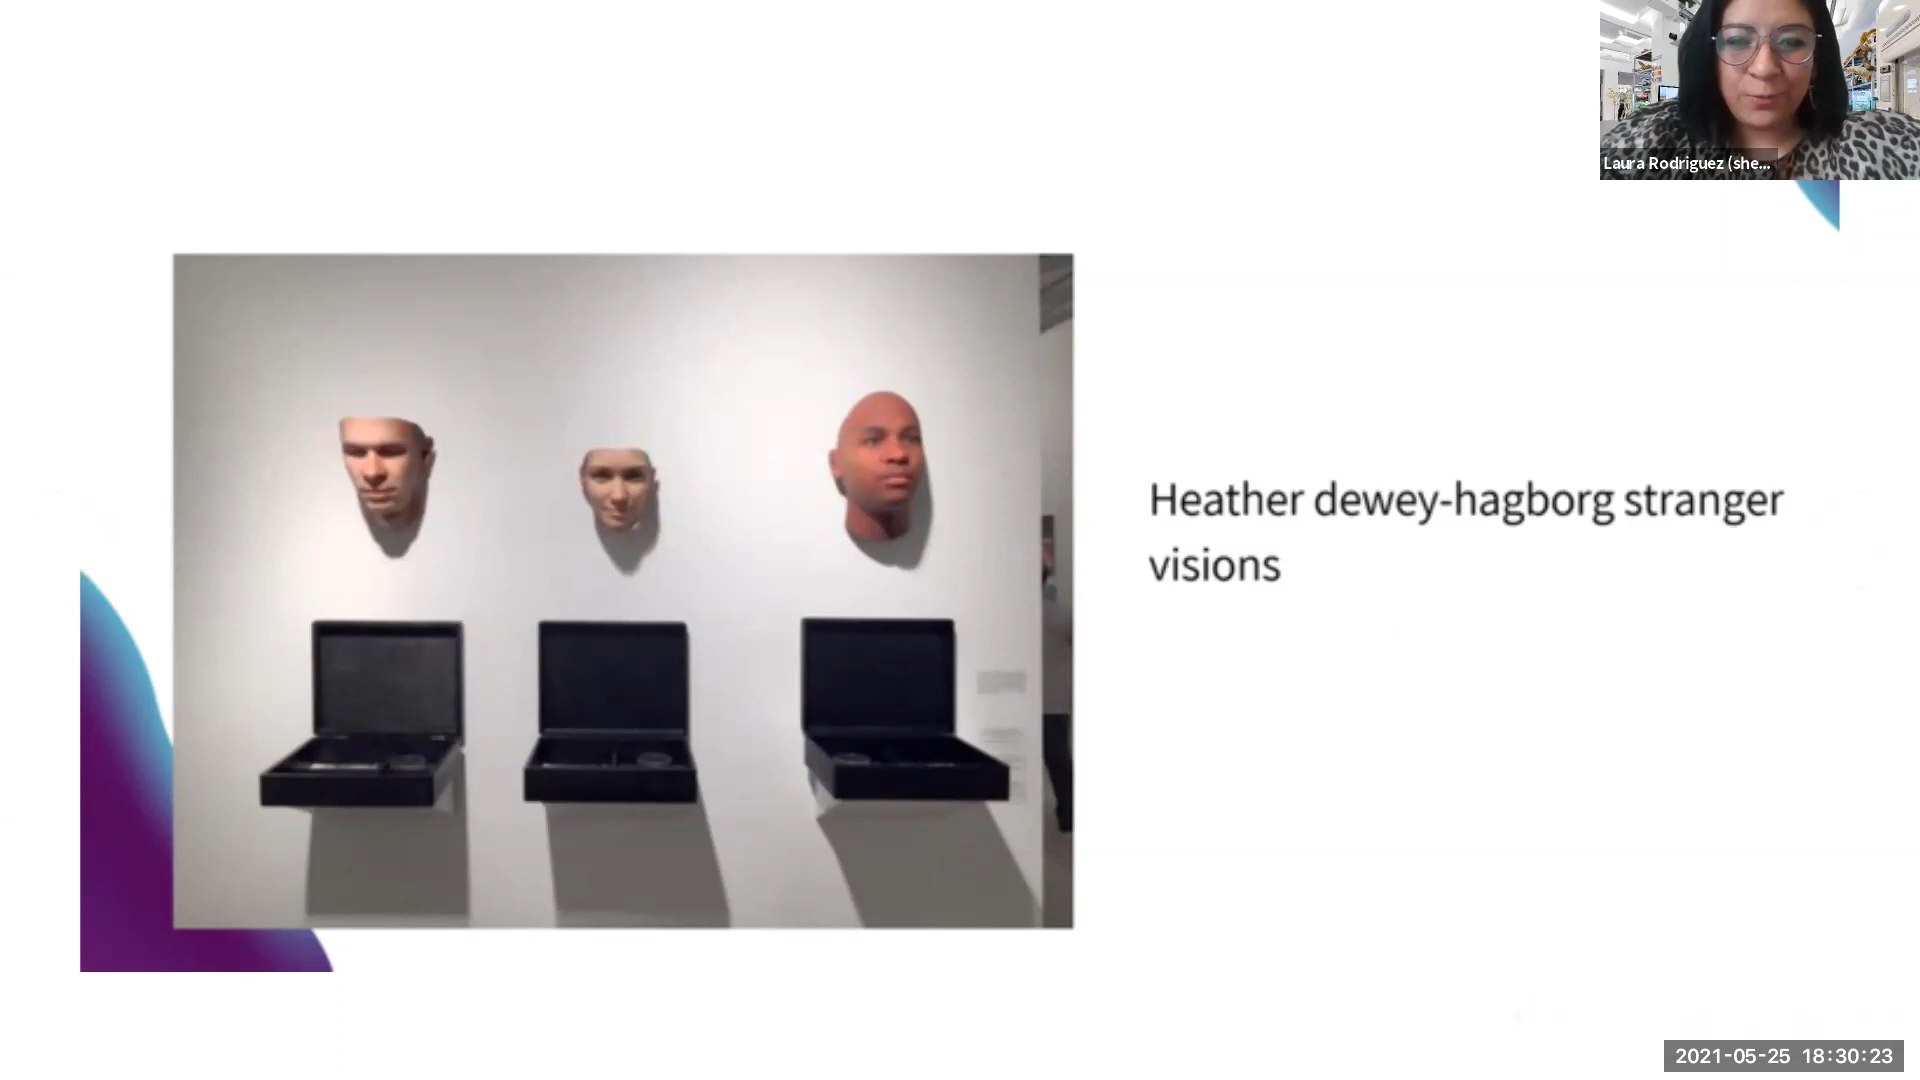 Laura Rodriguez (she...
Heather dewey-hagborg stranger
visions
2021-05-25 18:30:23